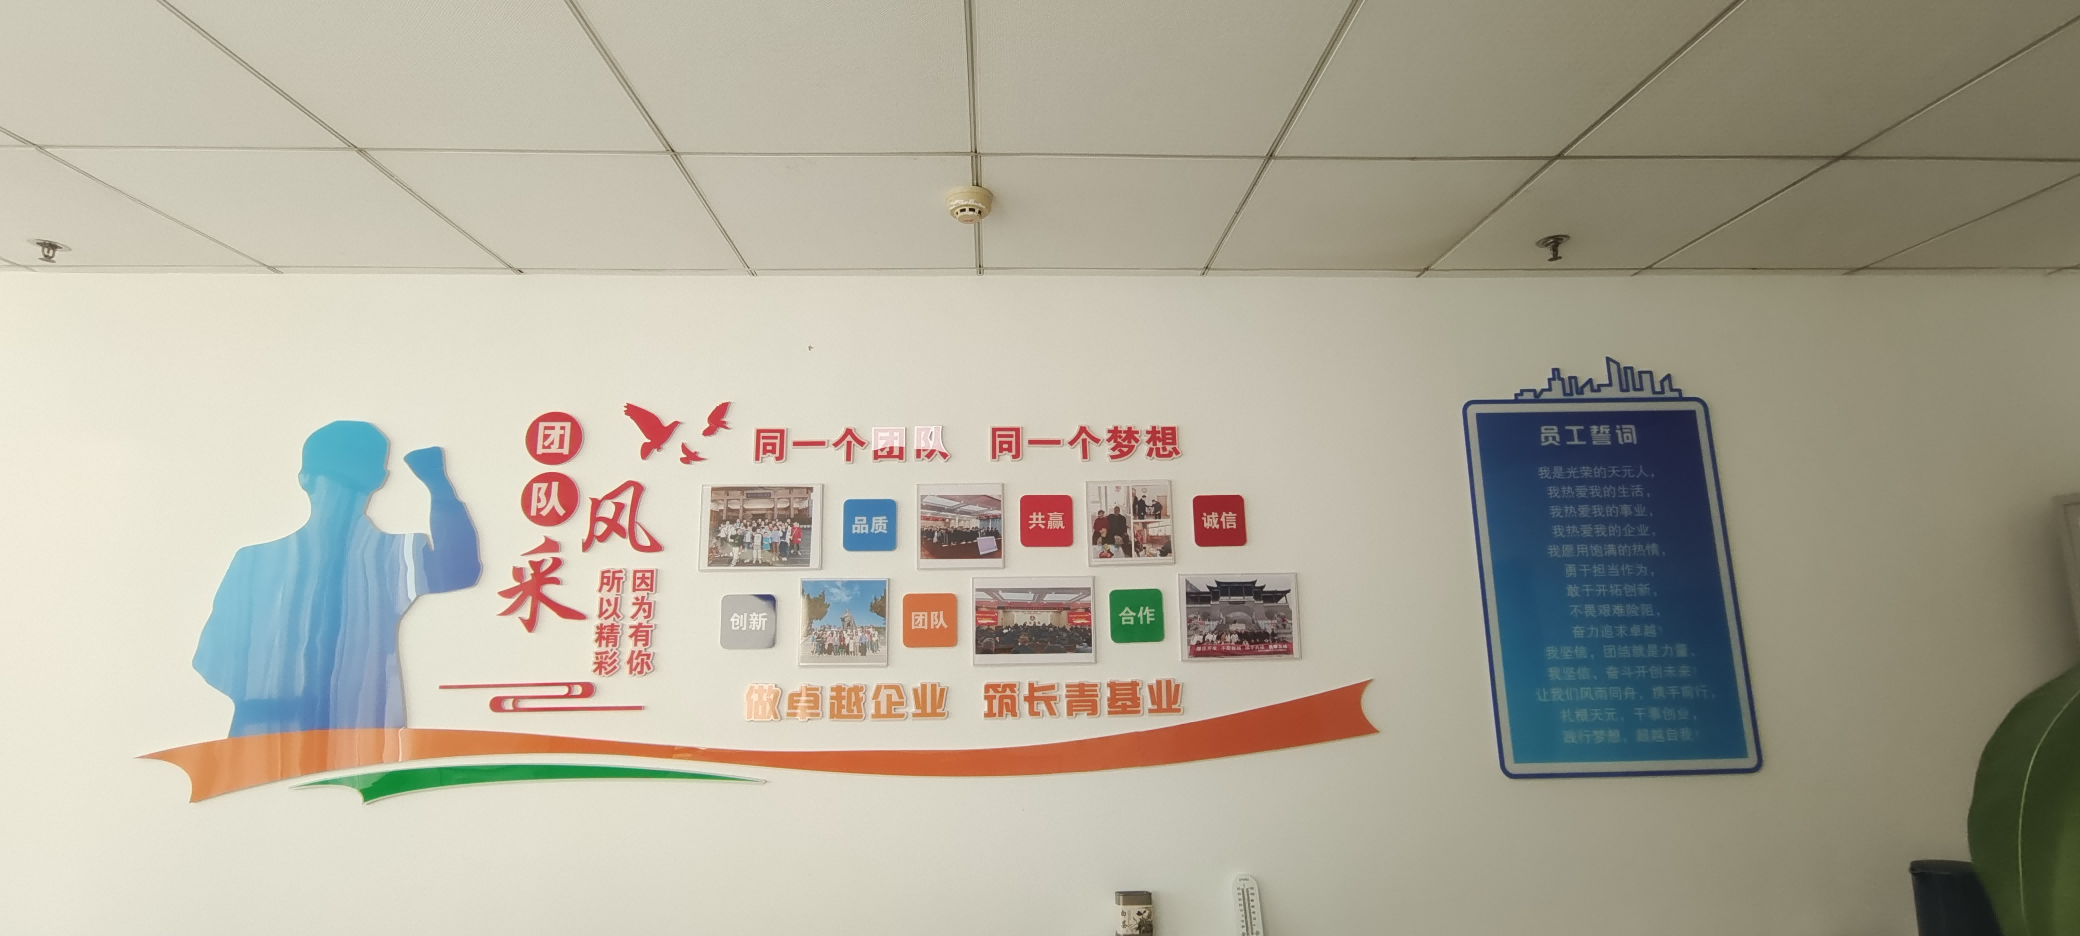 团队
风采
因为有你
所以精彩
同一个团队 同一个梦想
品质
共赢
诚信
创新
团队
合作
做卓越企业 筑长青基业
员工誓词
我是光荣的天元人，
我热爱我的生活，
我热爱我的事业，
我热爱我的企业，
我愿用饱满的热情，
勇于担当作为，
敢于开拓创新，
不畏艰难险阻，
奋力追求卓越！
我坚信，团结就是力量，
我坚信，奋斗开创未来！
让我们风雨同舟，携手前行，
扎根天元，干事创业，
践行梦想，超越自我！